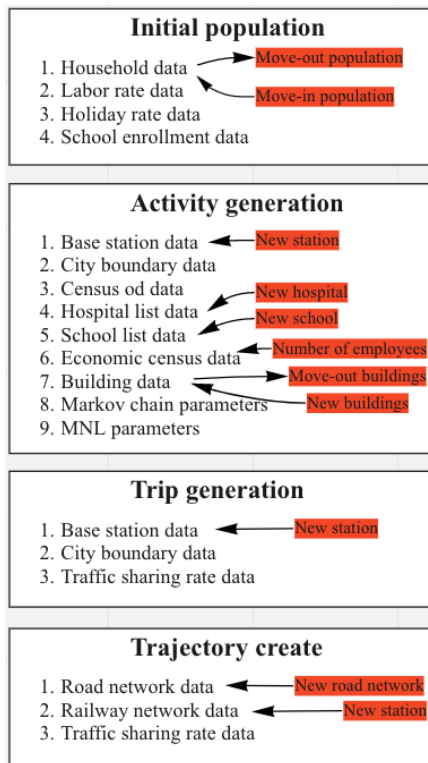 Initial population
1. Household data
Move-out population
2. Labor rate data
Move-in population
3. Holiday rate data
4. School enrollment data
Activity generation
1. Base station data
New station
2. City boundary data
3. Census od data
New hospital
4. Hospital list data
New school
5. School list data
Number of employees
6. Economic census data
Move-out buildings
7. Building data
New buildings
8. Markov chain parameters
9. MNL parameters
Trip generation
1. Base station data
New station
2. City boundary data
3. Traffic sharing rate data
Trajectory create
1. Road network data
New road network
2. Railway network data
New station
3. Traffic sharing rate data